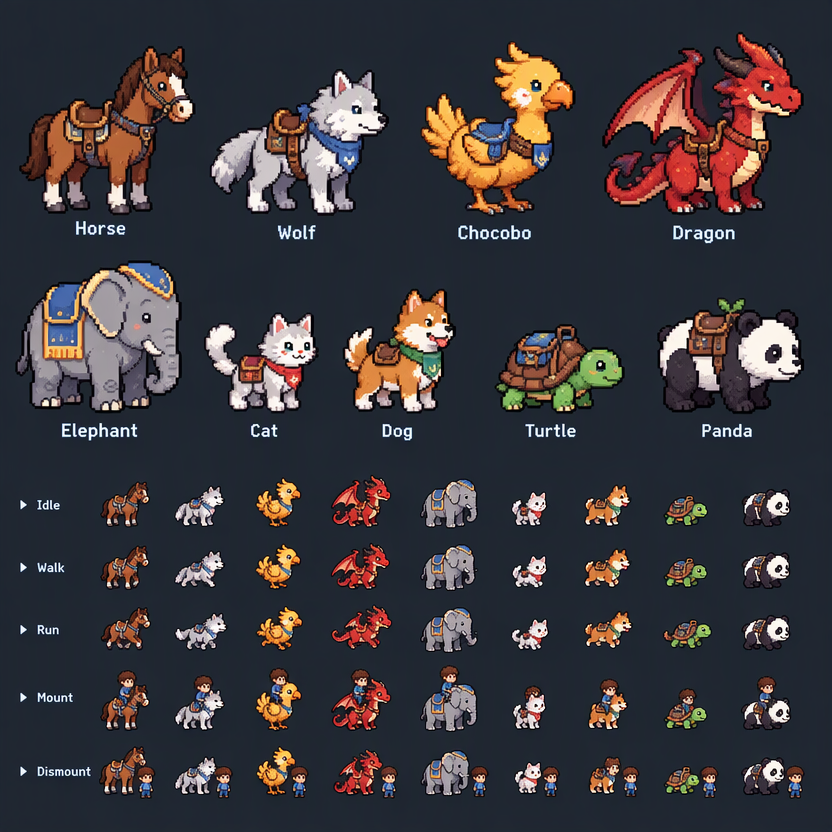 Horse Wolf Chocobo Dragon
Elephant Cat Dog Turtle Panda
Idle
Walk
Run
Mount
Dismount